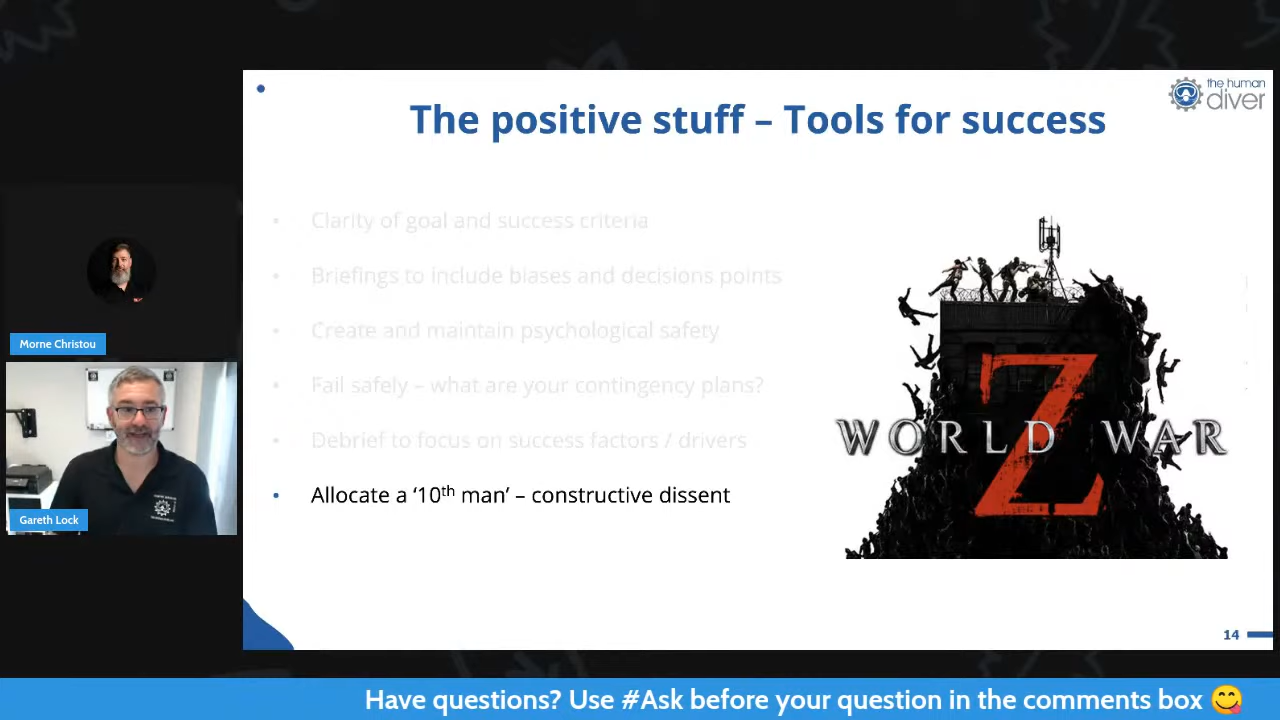 the human
diver
The positive stuff – Tools for success
• Clarity of goal and success criteria
• Briefings to include biases and decisions points
• Create and maintain psychological safety
• Fail safely – what are your contingency plans?
• Debrief to focus on success factors / drivers
• Allocate a ‘10th man’ – constructive dissent
WORLD WAR
Z
14
Morne Christou
Gareth Lock
Have questions? Use #Ask before your question in the comments box 😋